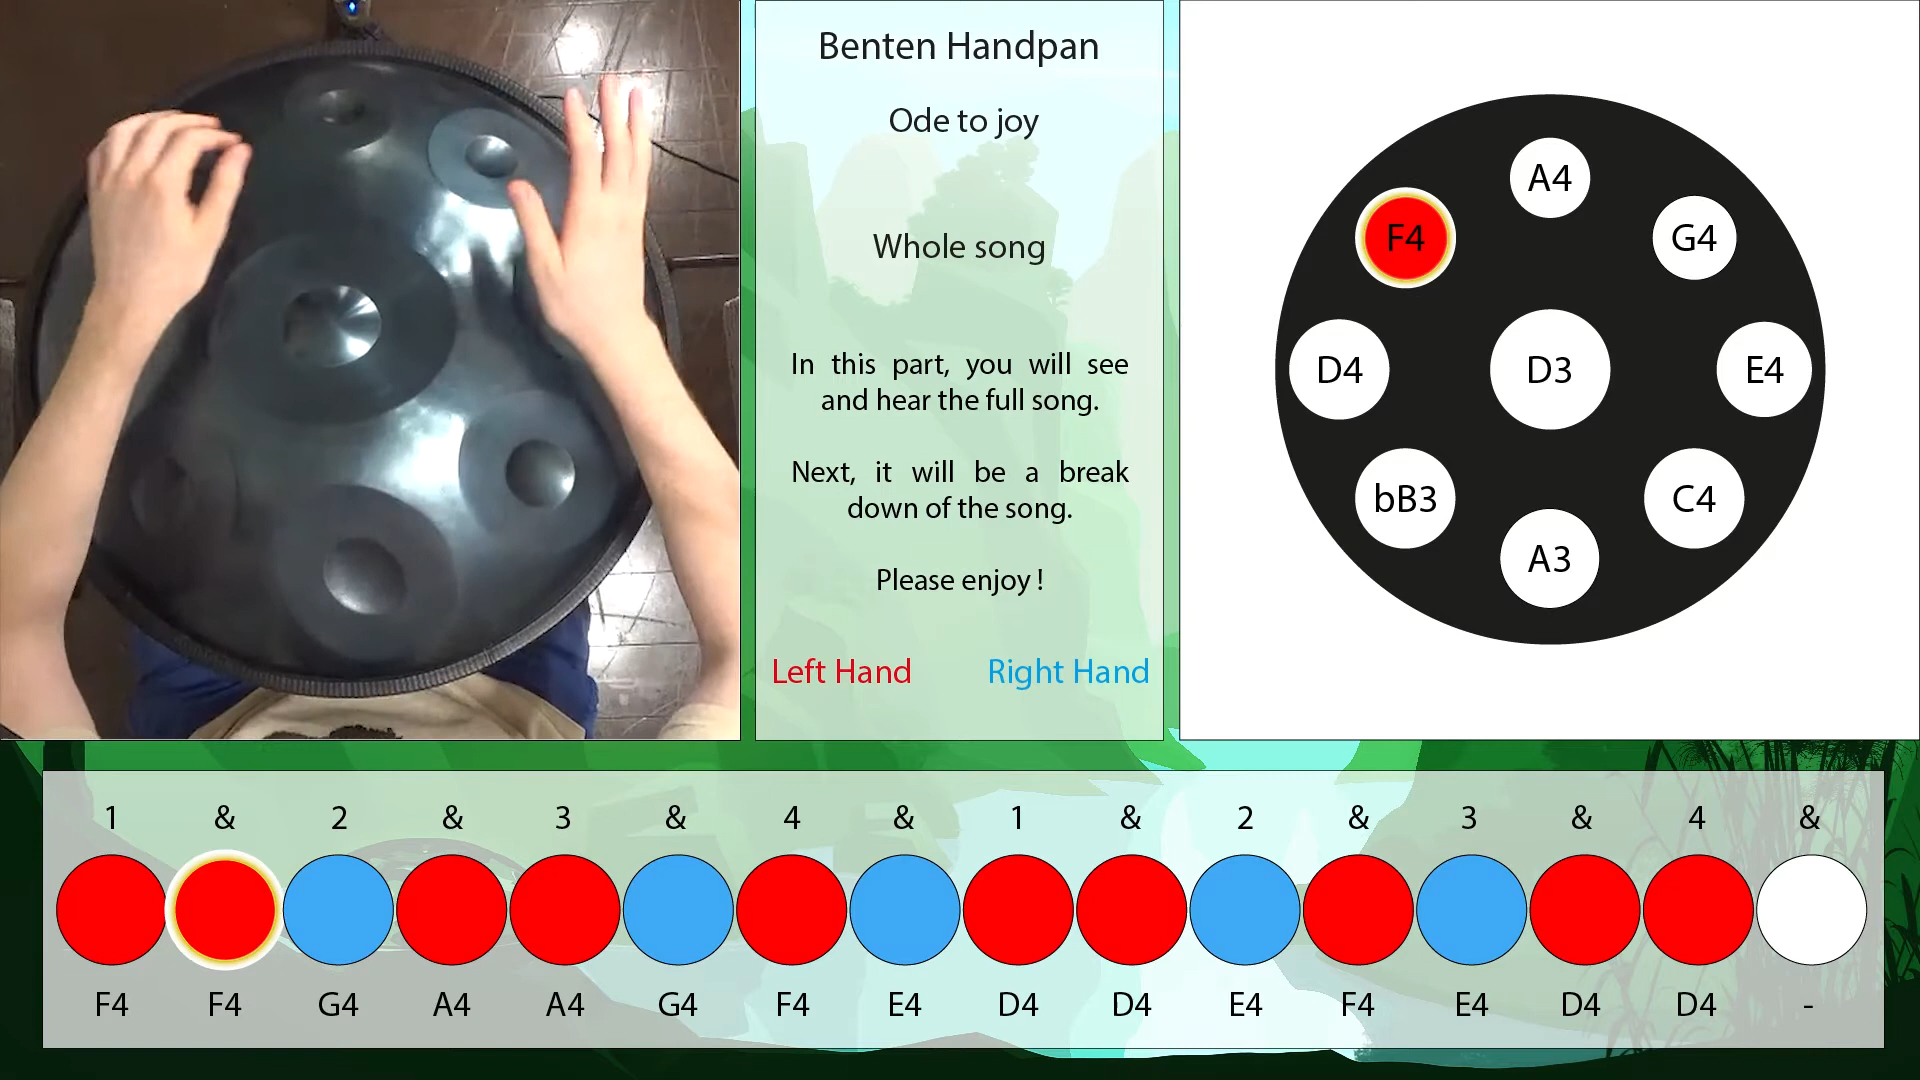 Benten Handpan
Ode to joy
Whole song
In this part, you will see
and hear the full song.
Next, it will be a break
down of the song.
Please enjoy !
Left Hand Right Hand
A4
F4 G4
D4 D3 E4
bB3 C4
A3
1 & 2 & 3 & 4 & 1 & 2 & 3 & 4 &
F4 F4 G4 A4 A4 G4 F4 E4 D4 D4 E4 F4 E4 D4 D4 -